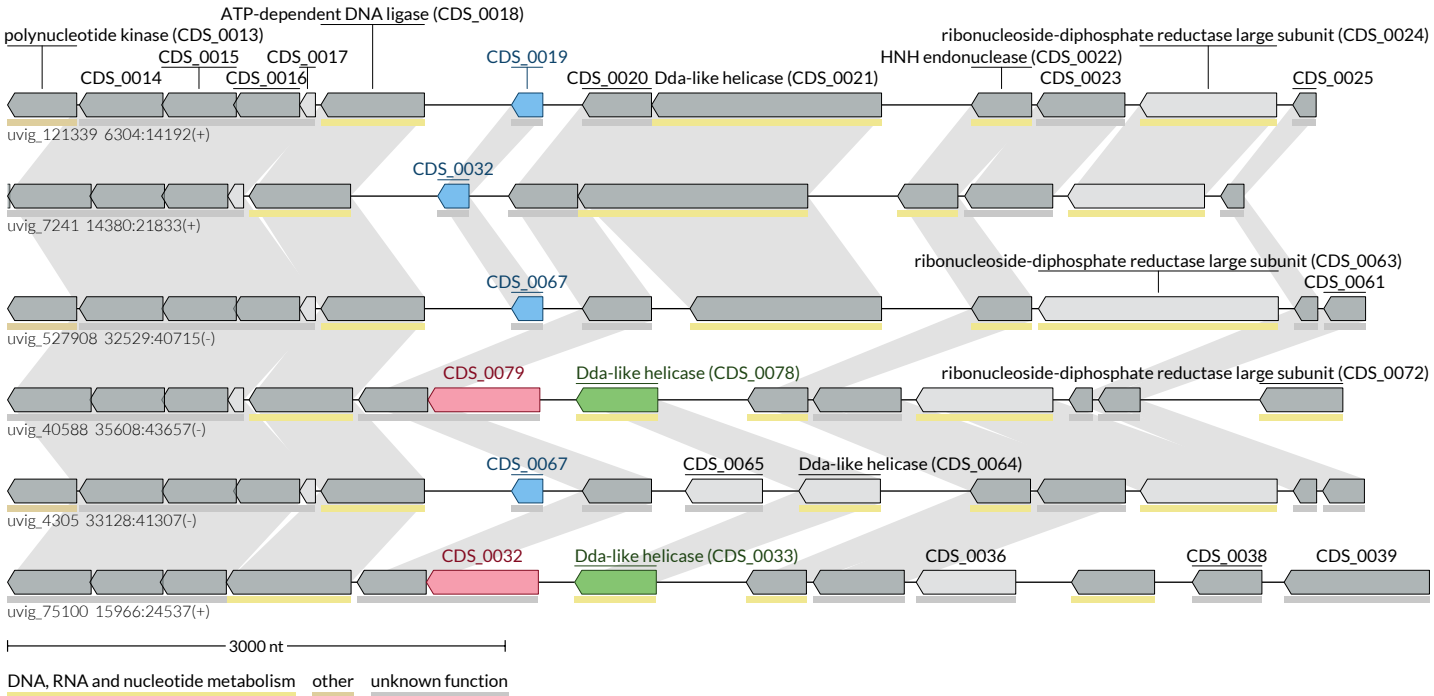 ATP-dependent DNA ligase (CDS_0018)
polynucleotide kinase (CDS_0013)
ribonucleoside-diphosphate reductase large subunit (CDS_0024)
CDS_0015 CDS_0017 CDS_0019 HNH endonuclease (CDS_0022)
CDS_0014 CDS_0016 CDS_0020 Dda-like helicase (CDS_0021) CDS_0023 CDS_0025
uvig_121339 6304:14192(+)
CDS_0032
uvig_7241 14380:21833(+)
ribonucleoside-diphosphate reductase large subunit (CDS_0063)
CDS_0067 CDS_0061
uvig_527908 32529:40715(-)
CDS_0079 Dda-like helicase (CDS_0078) ribonucleoside-diphosphate reductase large subunit (CDS_0072)
uvig_40588 35608:43657(-)
CDS_0067 CDS_0065 Dda-like helicase (CDS_0064)
uvig_4305 33128:41307(-)
CDS_0032 Dda-like helicase (CDS_0033) CDS_0036 CDS_0038 CDS_0039
uvig_75100 15966:24537(+)
3000 nt
DNA, RNA and nucleotide metabolism other unknown function